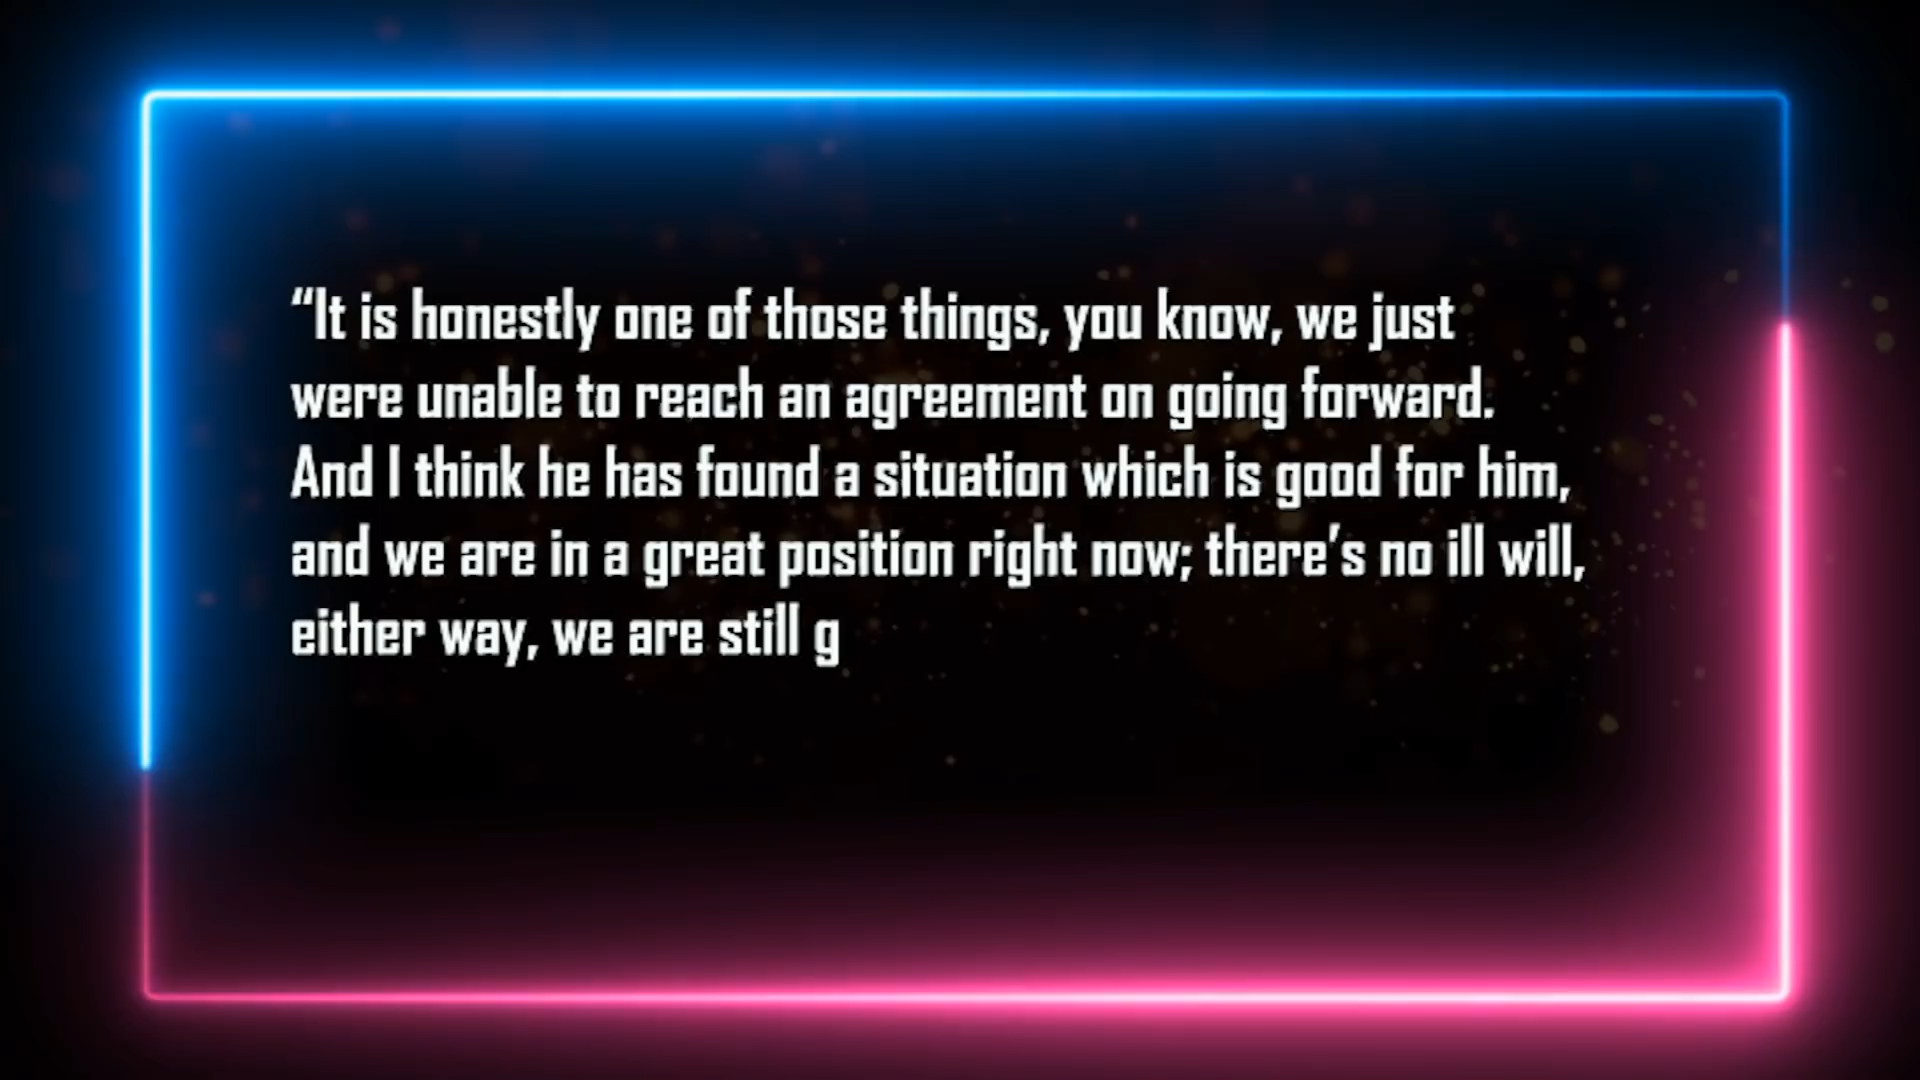 “It is honestly one of those things, you know, we just
were unable to reach an agreement on going forward.
And I think he has found a situation which is good for him,
and we are in a great position right now; there’s no ill will,
either way, we are still g